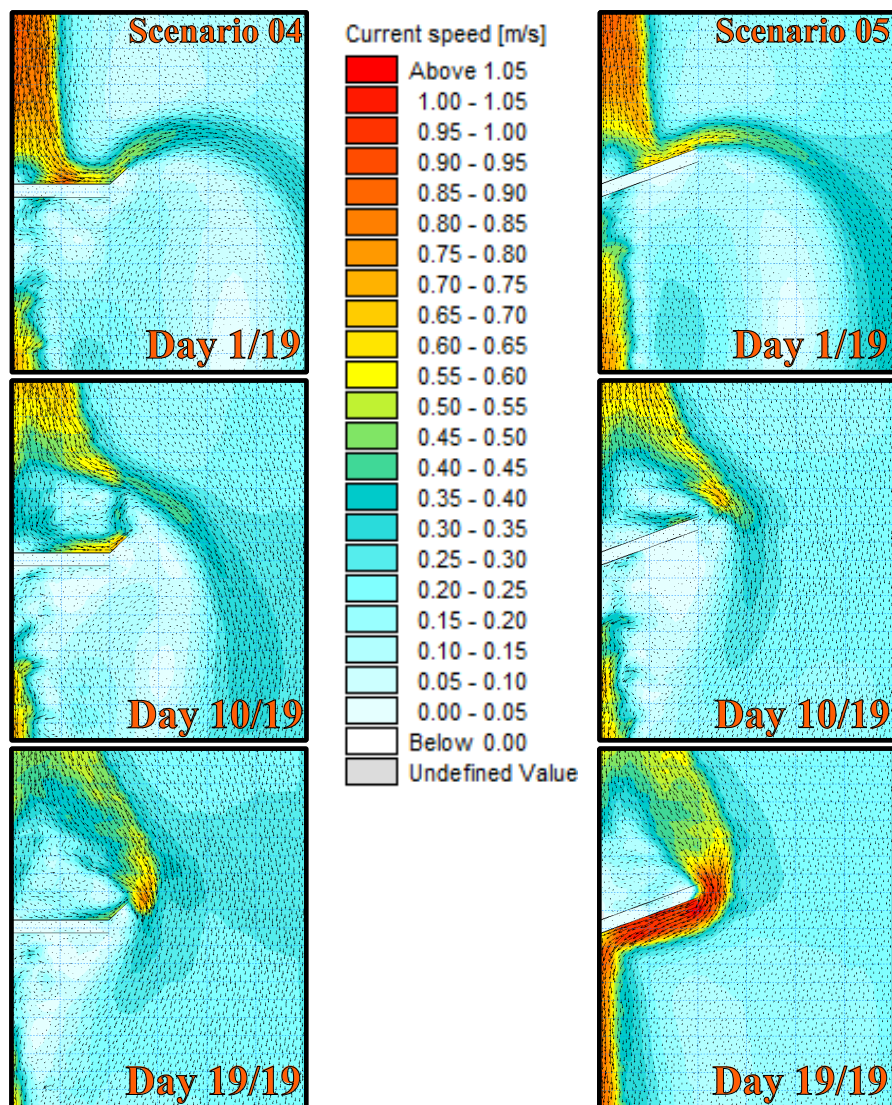 Scenario 04
Day 1/19
Day 10/19
Day 19/19
Current speed [m/s]
Above 1.05
1.00 - 1.05
0.95 - 1.00
0.90 - 0.95
0.85 - 0.90
0.80 - 0.85
0.75 - 0.80
0.70 - 0.75
0.65 - 0.70
0.60 - 0.65
0.55 - 0.60
0.50 - 0.55
0.45 - 0.50
0.40 - 0.45
0.35 - 0.40
0.30 - 0.35
0.25 - 0.30
0.20 - 0.25
0.15 - 0.20
0.10 - 0.15
0.05 - 0.10
0.00 - 0.05
Below 0.00
Undefined Value
Scenario 05
Day 1/19
Day 10/19
Day 19/19